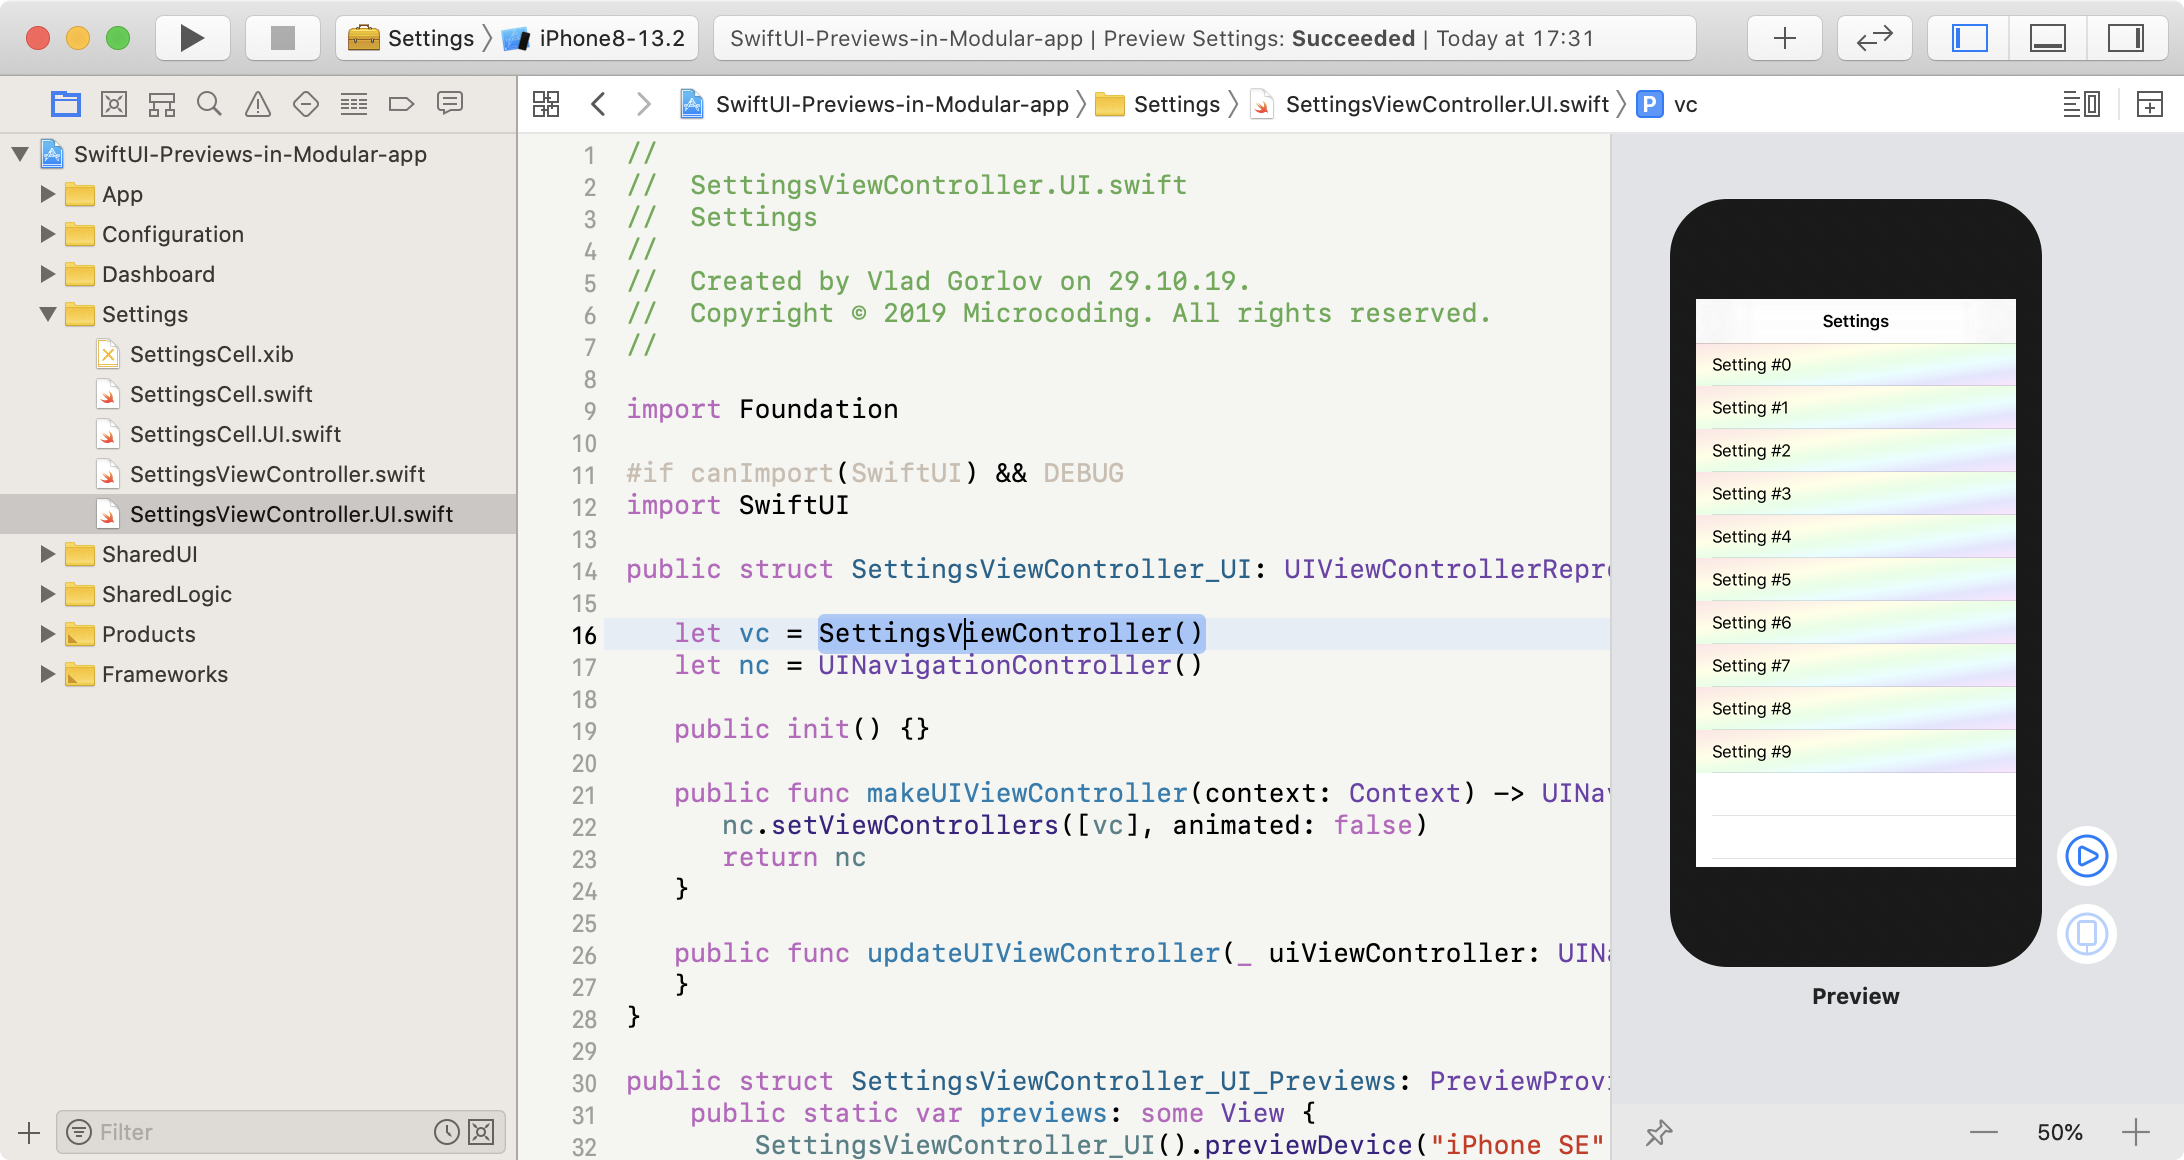 Settings 〉 iPhone8-13.2
SwiftUI-Previews-in-Modular-app | Preview Settings: Succeeded | Today at 17:31
SwiftUI-Previews-in-Modular-app 〉 Settings 〉 SettingsViewController.UI.swift 〉 P vc
SwiftUI-Previews-in-Modular-app
App
Configuration
Dashboard
Settings
SettingsCell.xib
SettingsCell.swift
SettingsCell.UI.swift
SettingsViewController.swift
SettingsViewController.UI.swift
SharedUI
SharedLogic
Products
Frameworks
Filter
1 //
2 //  SettingsViewController.UI.swift
3 //  Settings
4 //
5 //  Created by Vlad Gorlov on 29.10.19.
6 //  Copyright © 2019 Microcoding. All rights reserved.
7 //
8
9 import Foundation
10
11 #if canImport(SwiftUI) && DEBUG
12 import SwiftUI
13
14 public struct SettingsViewController_UI: UIViewControllerRepre
15
16    let vc = SettingsViewController()
17    let nc = UINavigationController()
18
19    public init() {}
20
21    public func makeUIViewController(context: Context) -> UINav
22       nc.setViewControllers([vc], animated: false)
23       return nc
24    }
25
26    public func updateUIViewController(_ uiViewController: UINa
27    }
28 }
29
30 public struct SettingsViewController_UI_Previews: PreviewProvi
31     public static var previews: some View {
32         SettingsViewController_UI().previewDevice("iPhone SE"
Settings
Setting #0
Setting #1
Setting #2
Setting #3
Setting #4
Setting #5
Setting #6
Setting #7
Setting #8
Setting #9
Preview
50%